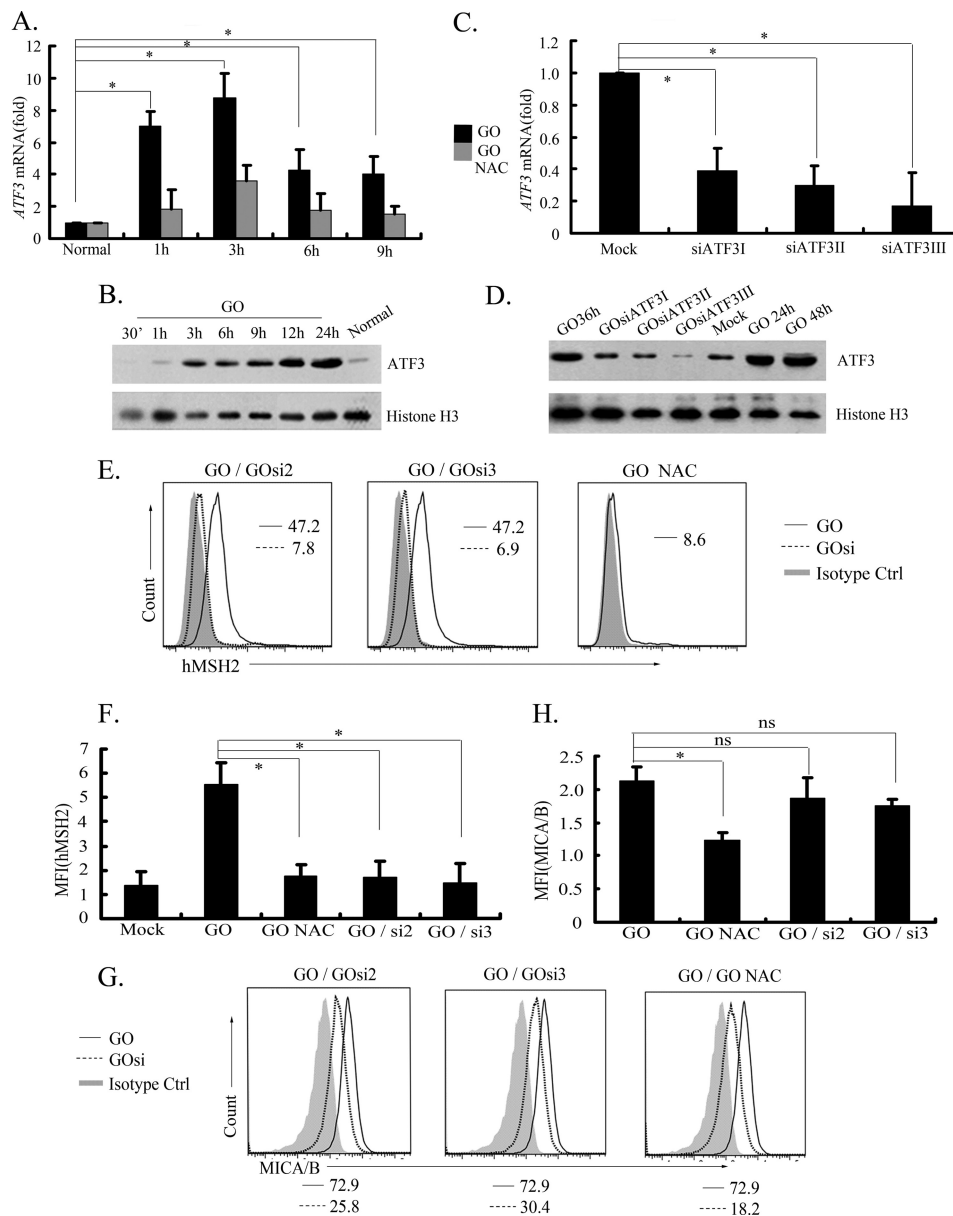 A.
12
10
8
6
4
2
0
ATF3 mRNA(fold)
*
*
*
*
Normal
1h
3h
6h
9h
GO
GO
NAC
C.
1.2
1.0
0.8
0.6
0.4
0.2
0
ATF3 mRNA(fold)
*
*
*
Mock
siATF3I
siATF3II
siATF3III
B.
GO
30’ 1h 3h 6h 9h 12h 24h Normal
ATF3
Histone H3
D.
GO36h GOsiATF3I GOsiATF3II GOsiATF3III Mock GO 24h GO 48h
ATF3
Histone H3
E.
GO / GOsi2
47.2
7.8
GO / GOsi3
47.2
6.9
GO NAC
8.6
Count
hMSH2
GO
GOsi
Isotype Ctrl
F.
7
6
5
4
3
2
1
0
MFI(hMSH2)
*
*
*
Mock
GO
GO NAC
GO / si2
GO / si3
H.
2.5
2.0
1.5
1.0
0.5
0
MFI(MICA/B)
ns
ns
*
GO
GO NAC
GO / si2
GO / si3
G.
GO
GOsi
Isotype Ctrl
GO / GOsi2
GO / GOsi3
GO / GO NAC
Count
MICA/B
72.9
25.8
72.9
30.4
72.9
18.2